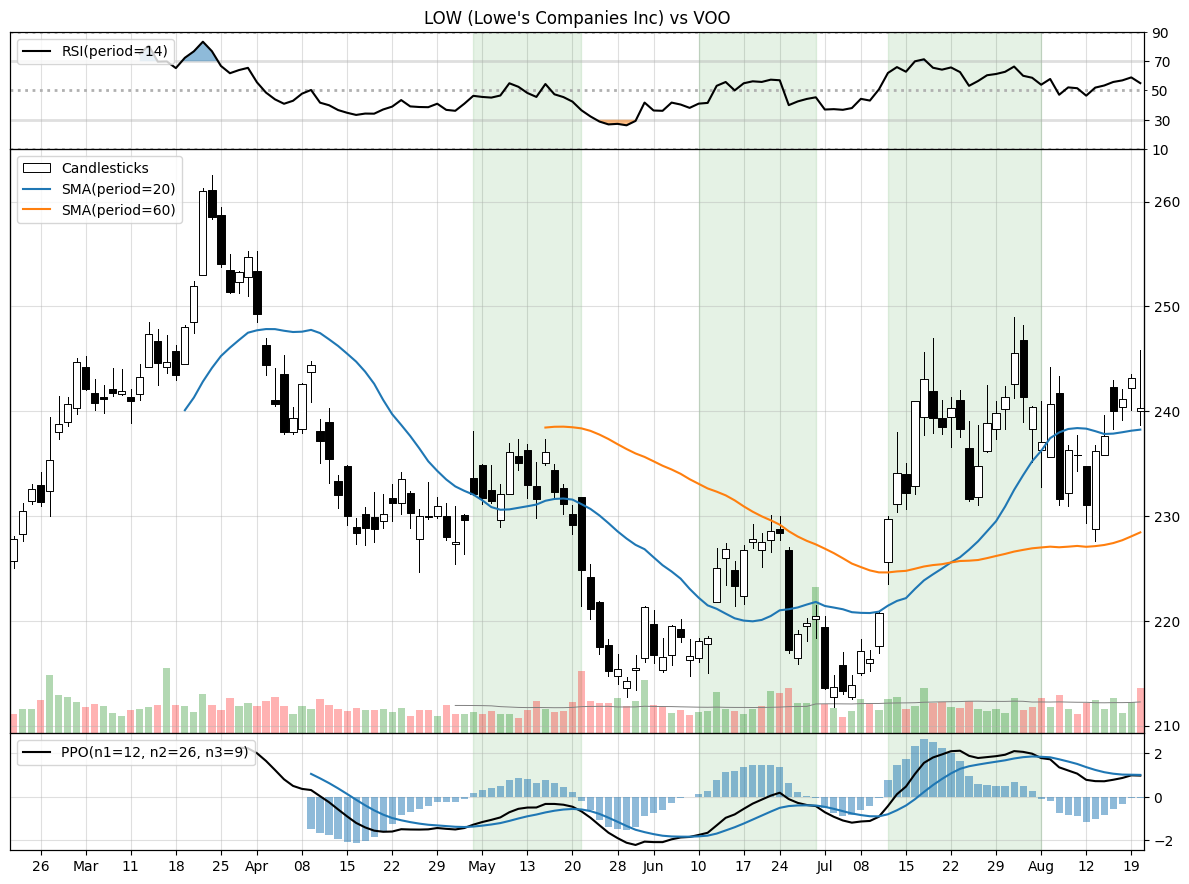 LOW (Lowe's Companies Inc) vs VOO
RSI(period=14)
90
70
50
30
10
Candlesticks
SMA(period=20)
SMA(period=60)
260
250
240
230
220
210
PPO(n1=12, n2=26, n3=9)
2
0
−2
26 Mar 11 18 25 Apr 08 15 22 29 May 13 20 28 Jun 10 17 24 Jul 08 15 22 29 Aug 12 19